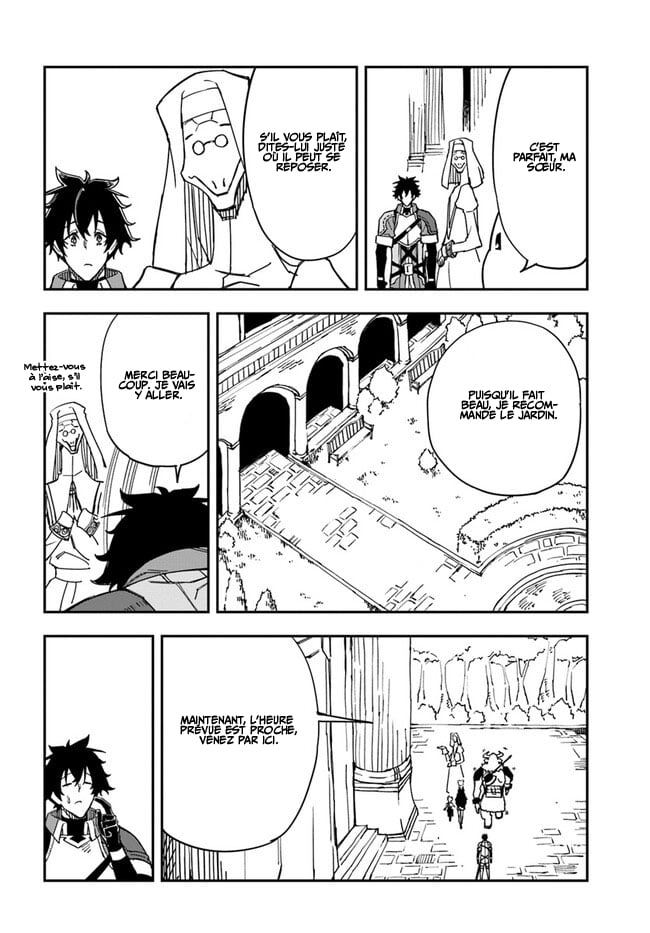 C'EST
PARFAIT, MA
SŒUR.
S'IL VOUS PLAÎT,
DITES-LUI JUSTE
OÙ IL PEUT SE
REPOSER.
PUISQU'IL FAIT
BEAU, JE RECOM-
MANDE LE JARDIN.
MERCI BEAU-
COUP. JE VAIS
Y ALLER.
Mettez-vous
à l'aise, s'il
vous plaît.
MAINTENANT, L'HEURE
PRÉVUE EST PROCHE,
VENEZ PAR ICI.